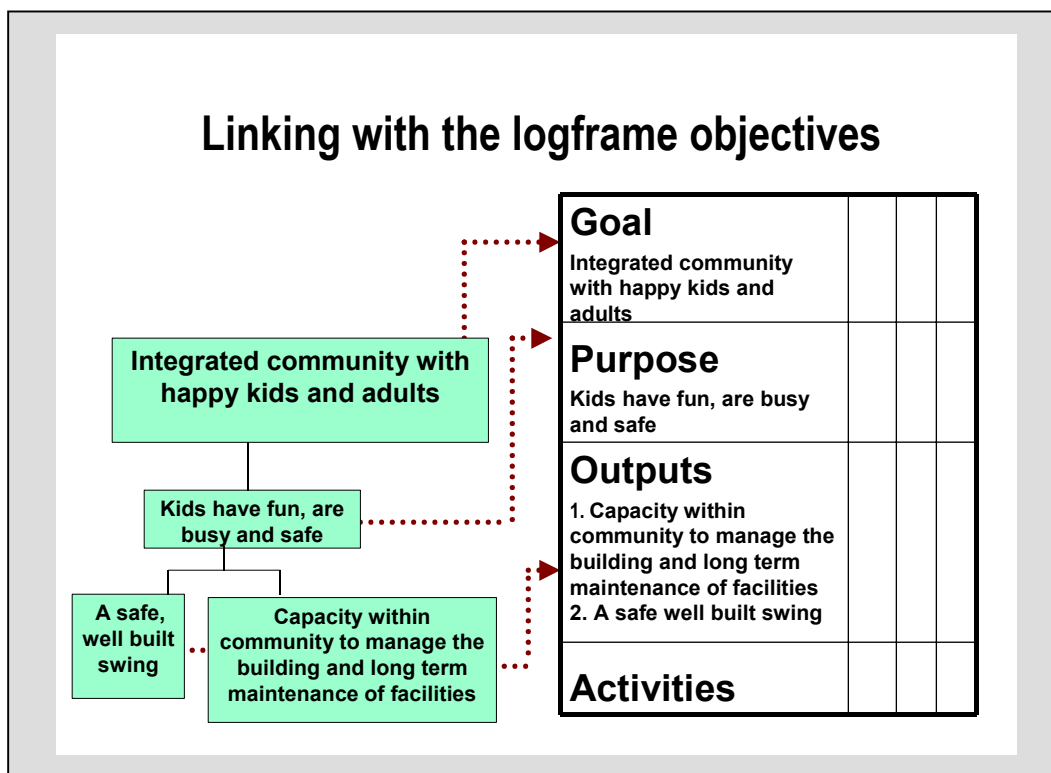 Linking with the logframe objectives
Integrated community with
happy kids and adults
Kids have fun, are
busy and safe
A safe,
well built
swing
Capacity within
community to manage the
building and long term
maintenance of facilities
Goal
Integrated community
with happy kids and
adults
Purpose
Kids have fun, are busy
and safe
Outputs
1. Capacity within
community to manage the
building and long term
maintenance of facilities
2. A safe well built swing
Activities